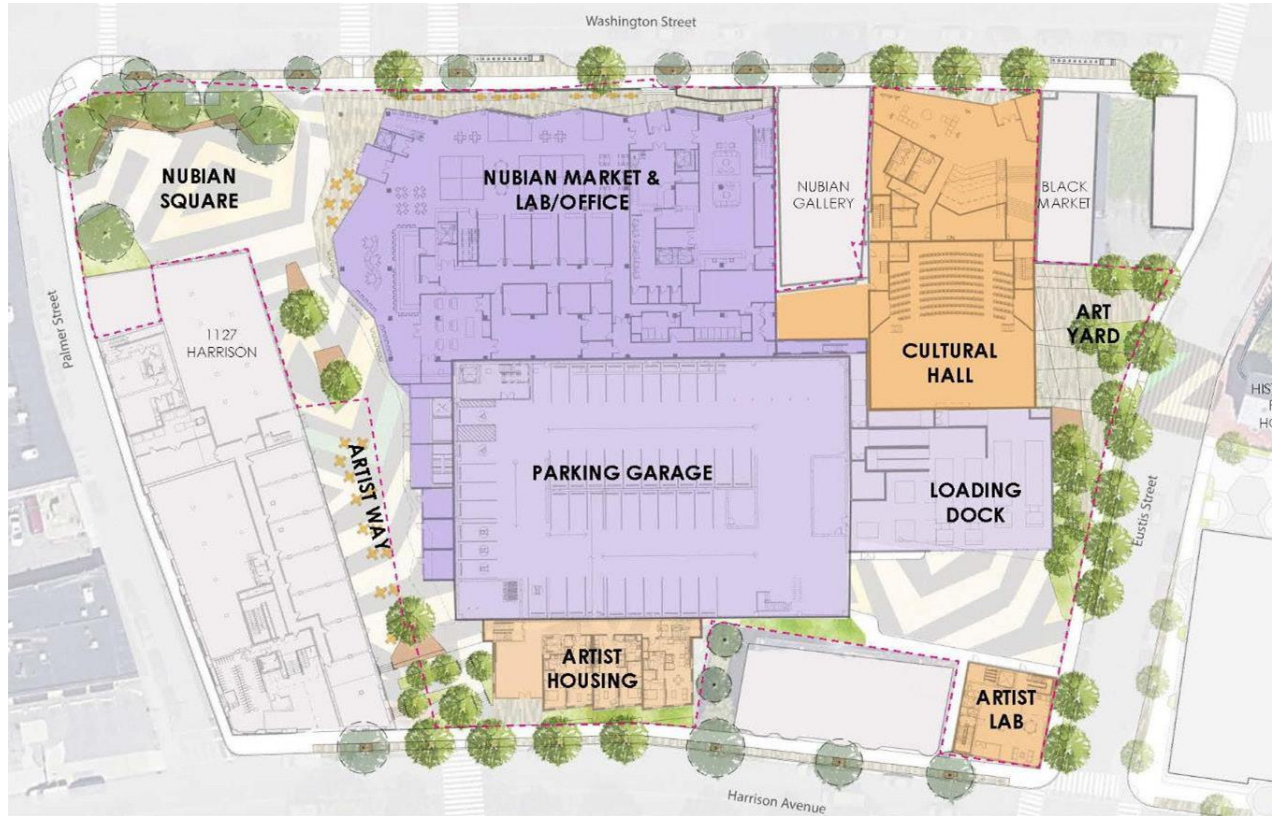 Washington Street
NUBIAN
SQUARE
NUBIAN MARKET &
LAB/OFFICE
NUBIAN
GALLERY
BLACK
MARKET
1127
HARRISON
Palmer Street
ART
YARD
CULTURAL
HALL
ARTIST WAY
PARKING GARAGE
LOADING
DOCK
Eustis Street
ARTIST
HOUSING
ARTIST
LAB
Harrison Avenue